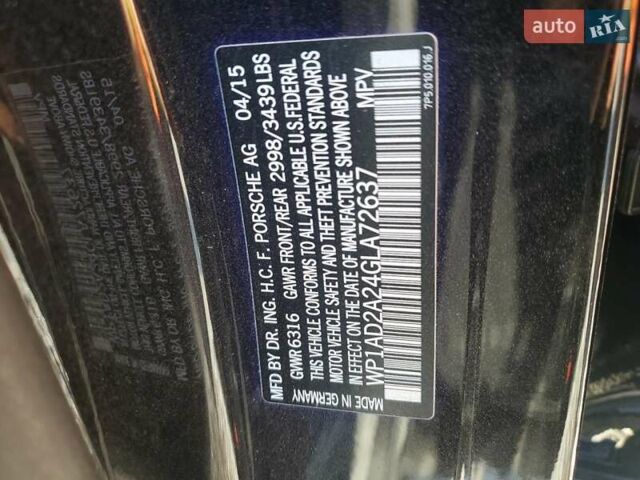 auto RIA
.com
MFD BY DR. ING. H.C. F. PORSCHE AG 04/15
GVWR 6316 GAWR FRONT/REAR 2998/3439 LBS
THIS VEHICLE CONFORMS TO ALL APPLICABLE U.S.FEDERAL
MOTOR VEHICLE SAFETY AND THEFT PREVENTION STANDARDS
IN EFFECT ON THE DATE OF MANUFACTURE SHOWN ABOVE
WP1AD2A24GLA72637 MPV
MADE IN GERMANY 7P5.010.016 J